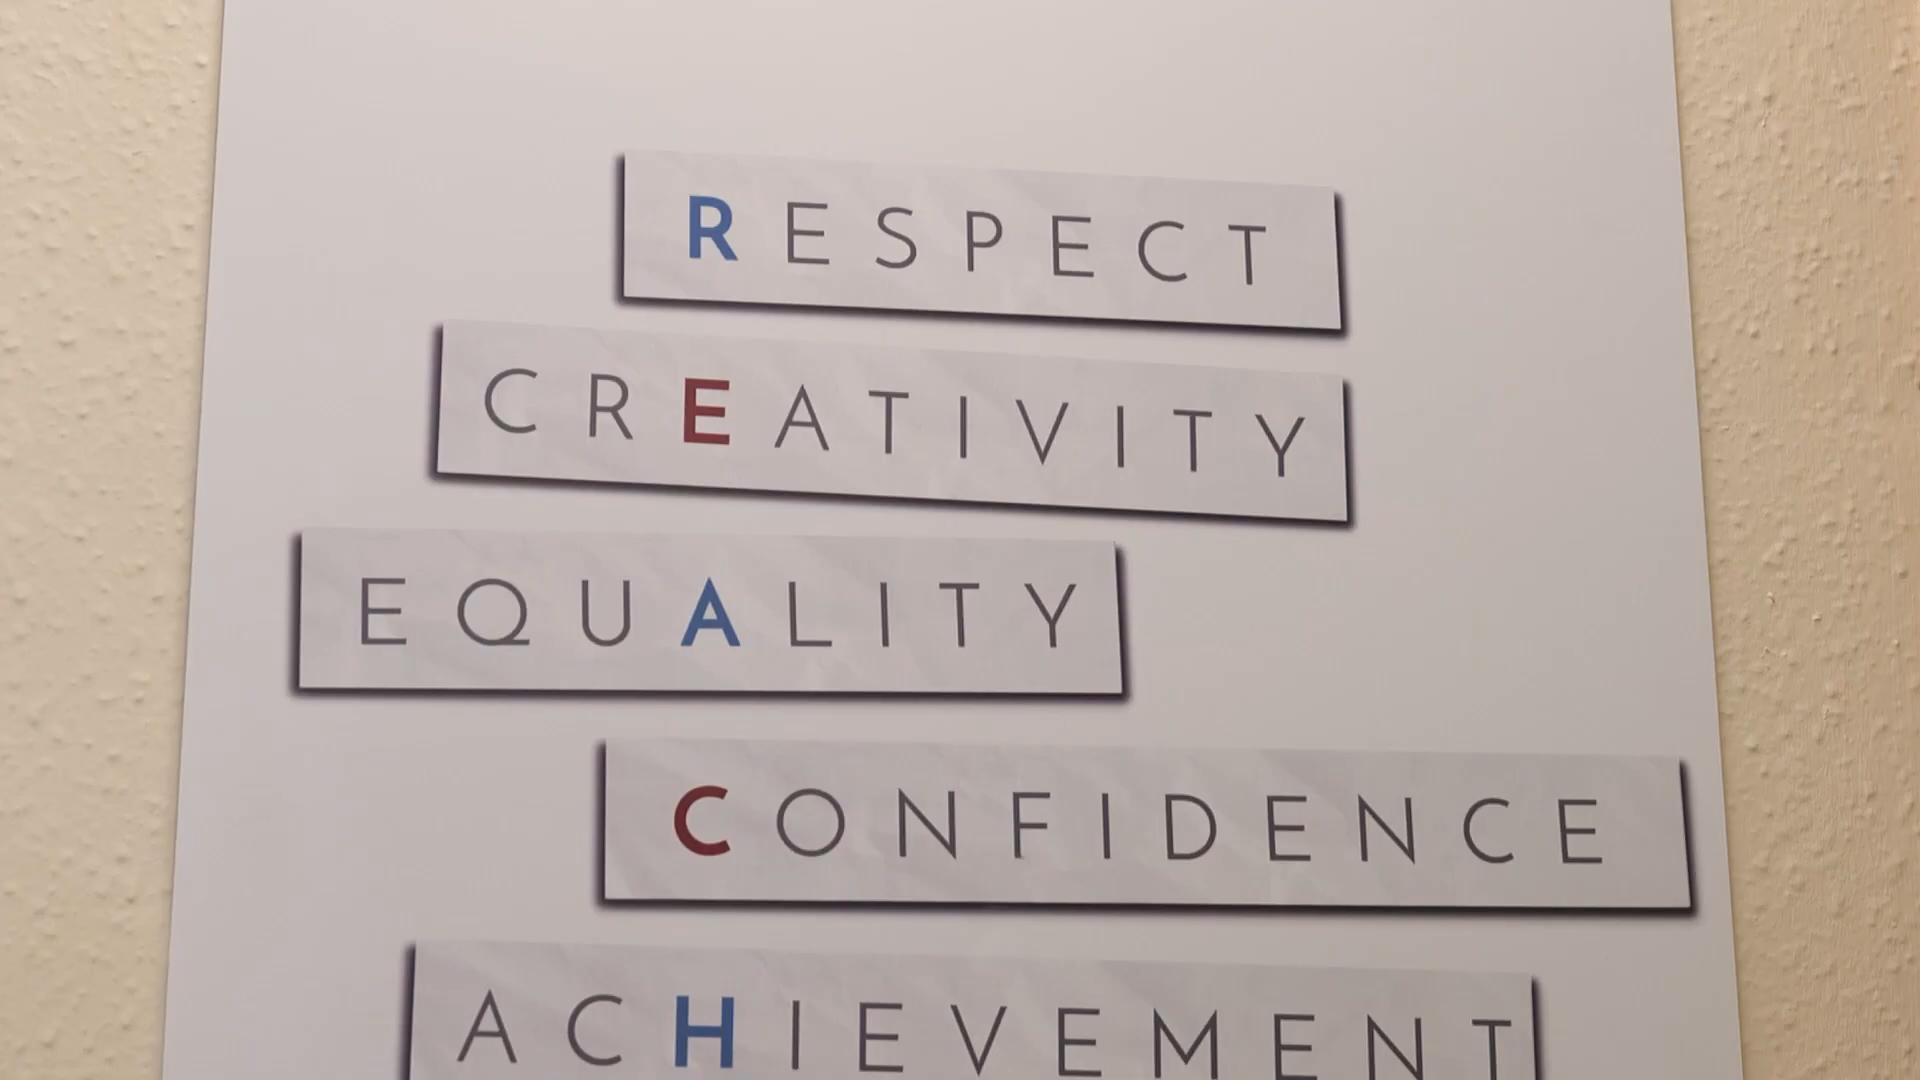 RESPECT
CREATIVITY
EQUALITY
CONFIDENCE
ACHIEVEMENT